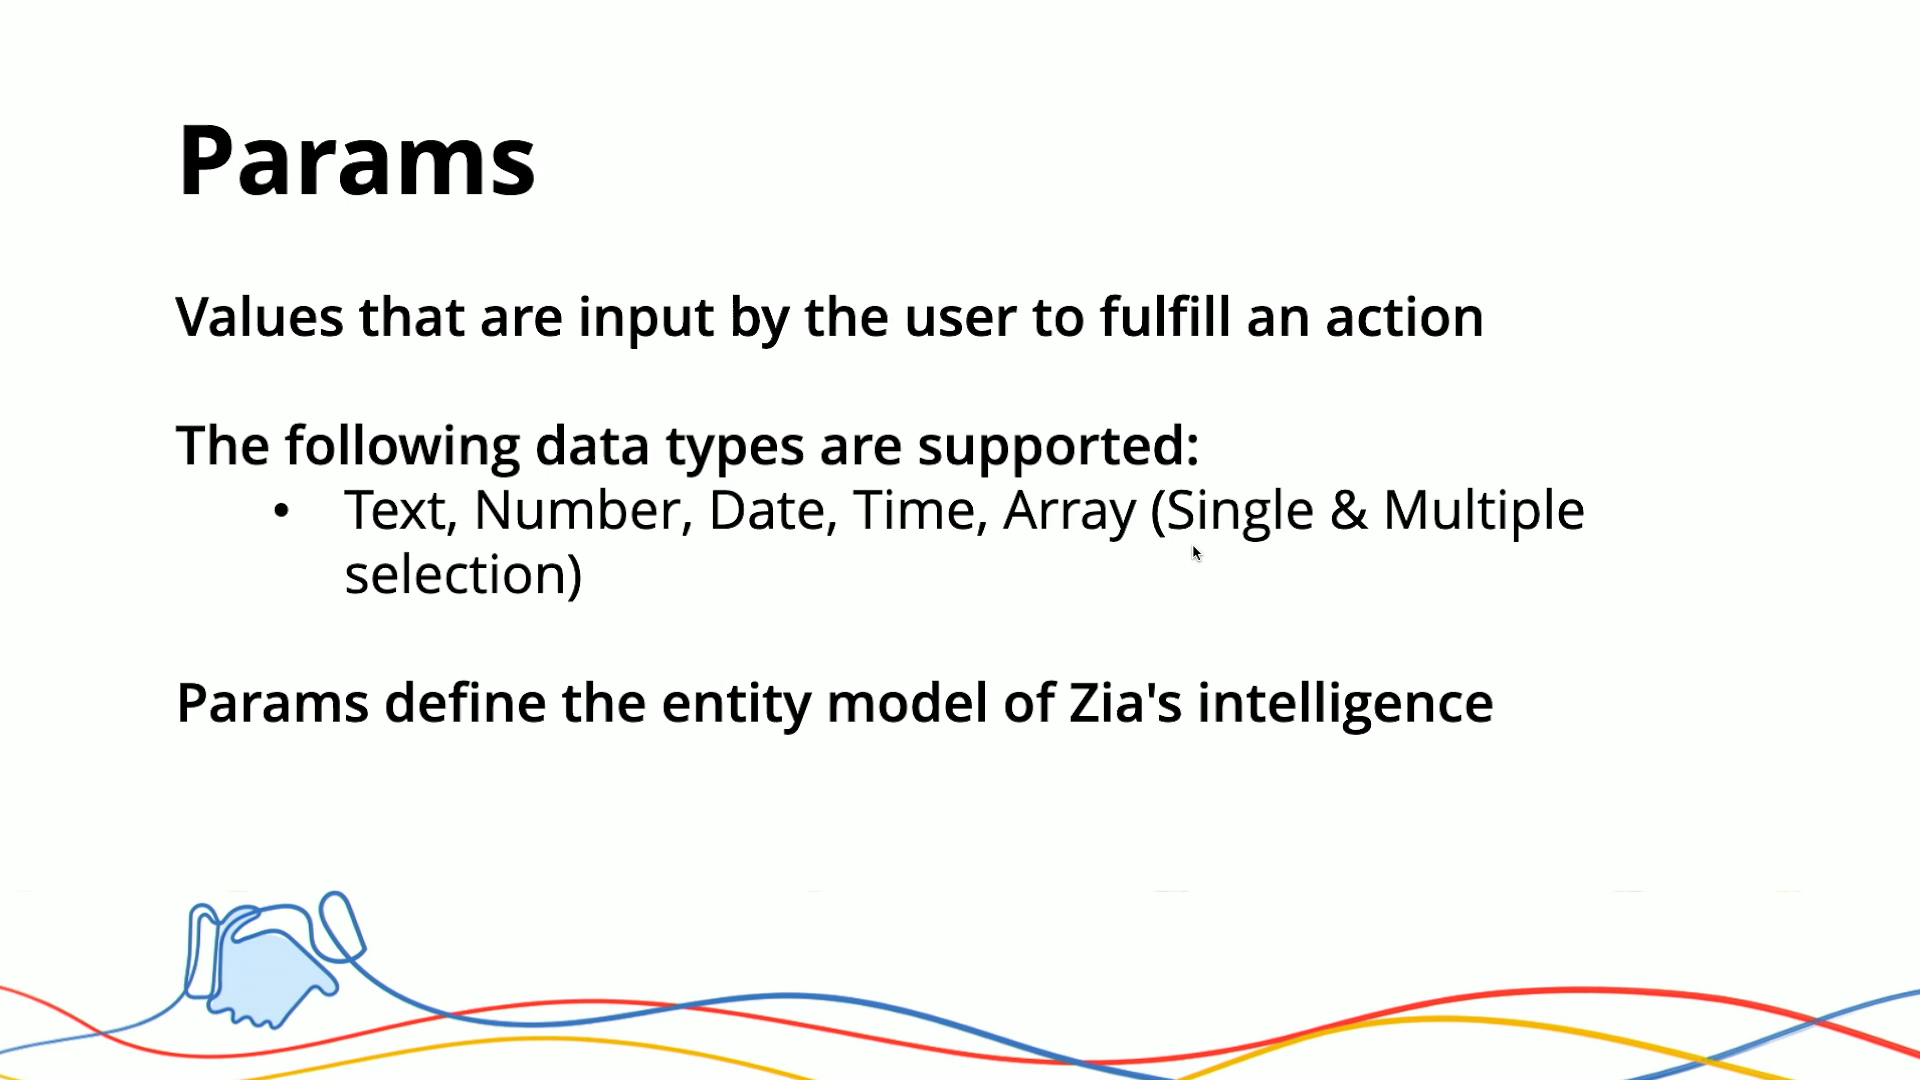 Params
Values that are input by the user to fulfill an action
The following data types are supported:
• Text, Number, Date, Time, Array (Single & Multiple
selection)
Params define the entity model of Zia's intelligence